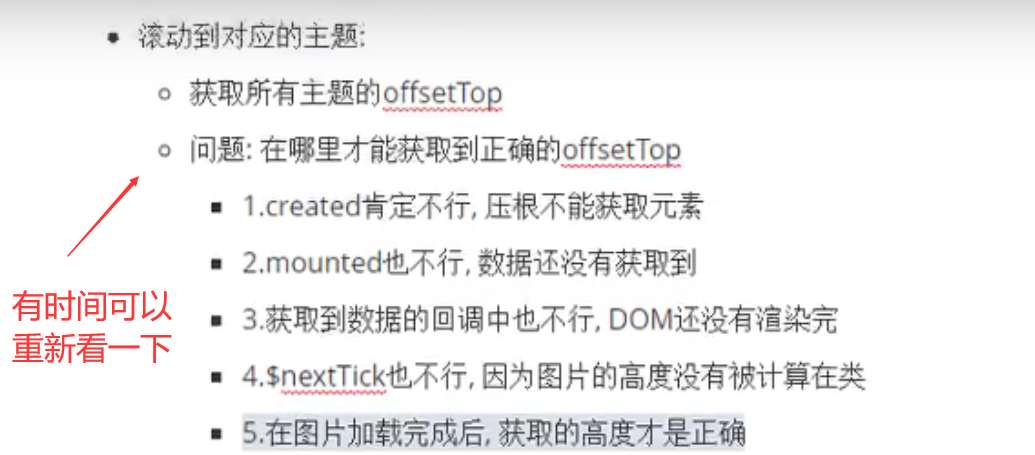 滚动到对应的主题:
获取所有主题的offsetTop
问题: 在哪里才能获取到正确的offsetTop
1.created肯定不行, 压根不能获取元素
2.mounted也不行, 数据还没有获取到
3.获取到数据的回调中也不行, DOM还没有渲染完
4.$nextTick也不行, 因为图片的高度没有被计算在类
5.在图片加载完成后, 获取的高度才是正确
有时间可以
重新看一下